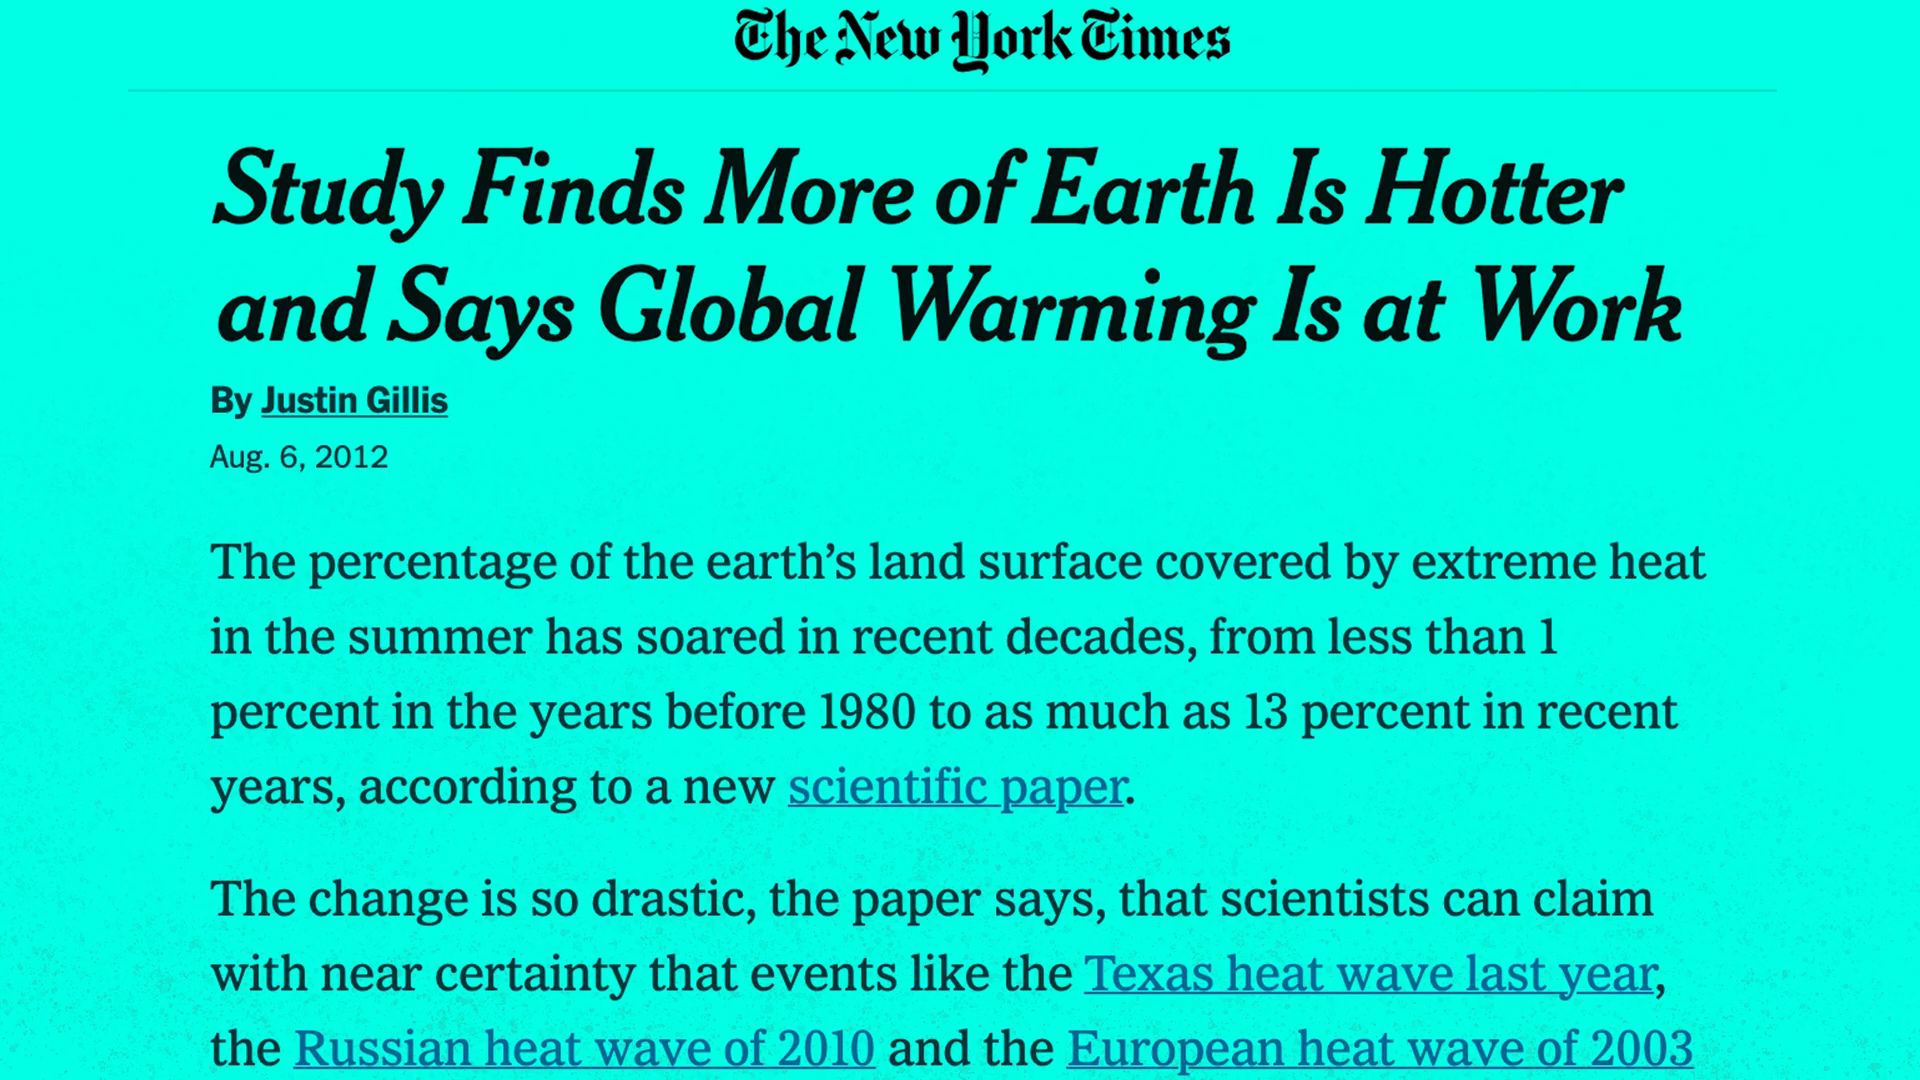 The New York Times
Study Finds More of Earth Is Hotter
and Says Global Warming Is at Work
By Justin Gillis
Aug. 6, 2012
The percentage of the earth’s land surface covered by extreme heat
in the summer has soared in recent decades, from less than 1
percent in the years before 1980 to as much as 13 percent in recent
years, according to a new scientific paper.
The change is so drastic, the paper says, that scientists can claim
with near certainty that events like the Texas heat wave last year,
the Russian heat wave of 2010 and the European heat wave of 2003